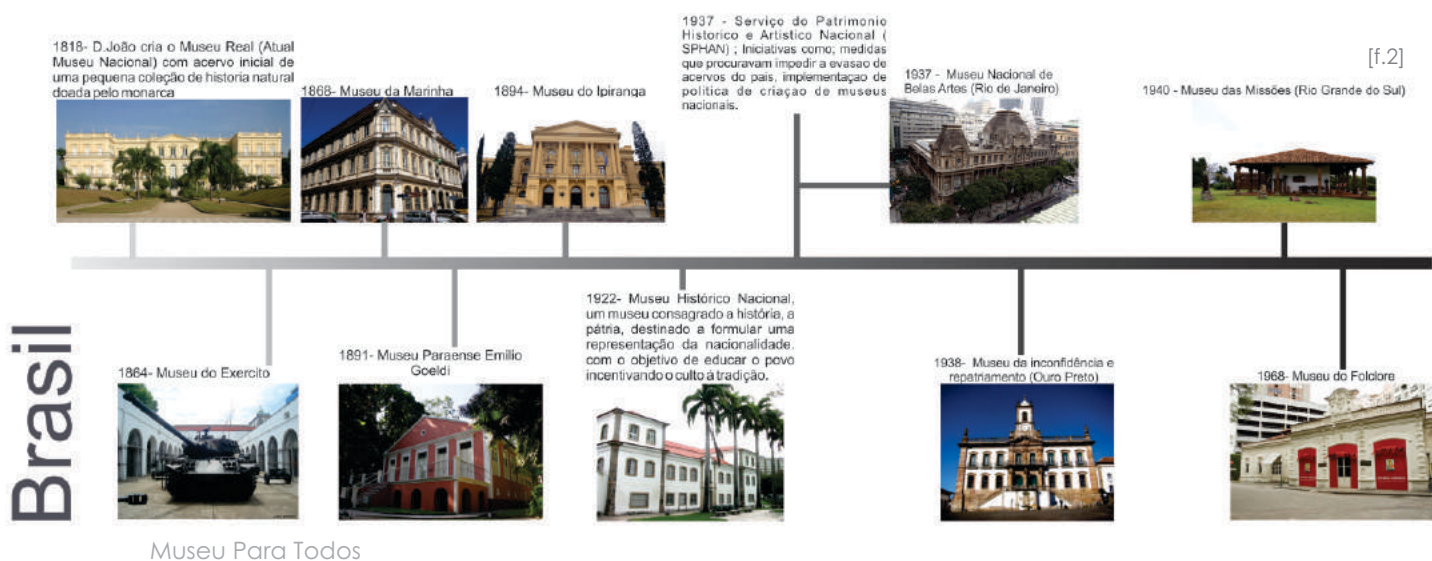 1818- D.João cria o Museu Real (Atual
Museu Nacional) com acervo inicial de
uma pequena coleção de historia natural
doada pelo monarca
1868- Museu da Marinha
1894- Museu do Ipiranga
1937 - Serviço do Patrimonio
Historico e Artistico Nacional (
SPHAN) ; Iniciativas como; medidas
que procuravam impedir a evasao de
acervos do pais, implementaçao de
politica de criaçao de museus
nacionais.
1937 - Museu Nacional de
Belas Artes (Rio de Janeiro)
[f.2]
1940 - Museu das Missões (Rio Grande do Sul)
Brasil
1864- Museu do Exercito
1891- Museu Paraense Emilio
Goeldi
1922- Museu Histórico Nacional,
um museu consagrado a história, a
pátria, destinado a formular uma
representação da nacionalidade.
com o objetivo de educar o povo
incentivando o culto á tradição.
1938- Museu da inconfidência e
repatriamento (Ouro Preto)
1968- Museu do Folclore
Museu Para Todos